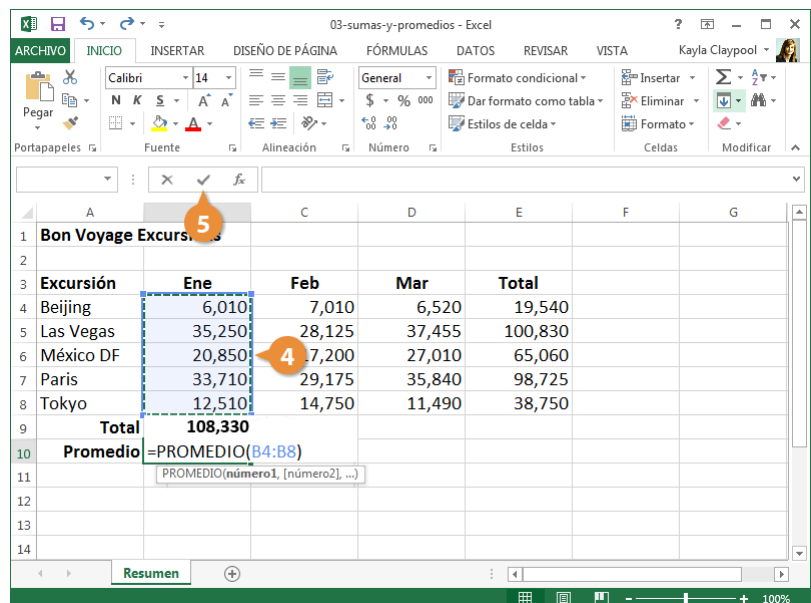 03-sumas-y-promedios - Excel ?
ARCHIVO INICIO INSERTAR DISEÑO DE PÁGINA FÓRMULAS DATOS REVISAR VISTA Kayla Claypool
Calibri 14 General Formato condicional Insertar Σ
Pegar N K S A A $ % 000 Dar formato como tabla Eliminar
A Estilos de celda Formato
Portapapeles Fuente Alineación Número Estilos Celdas Modificar
fx
5
A C D E F G
1 Bon Voyage
2
3 Excursión Ene Feb Mar Total
4 Beijing 6,010 7,010 6,520 19,540
5 Las Vegas 35,250 28,125 37,455 100,830
6 México DF 20,850 4 7,200 27,010 65,060
7 Paris 33,710 29,175 35,840 98,725
8 Tokyo 12,510 14,750 11,490 38,750
9 Total 108,330
10 Promedio =PROMEDIO(B4:B8)
11 PROMEDIO(número1, [número2], ...)
12
13
14
Resumen
100%